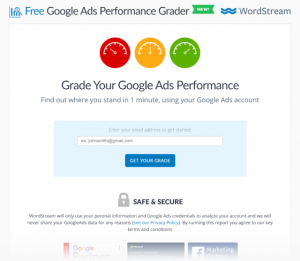 Free Google Ads Performance Grader NEW! WordStream
Grade Your Google Ads Performance
Find out where you stand in 1 minute, using your Google Ads account
Enter your email address to get started:
ex: johnsmith@gmail.com
GET YOUR GRADE
SAFE & SECURE
WordStream will only use your personal information and Google Ads credentials to analyze your account and we will
never share your GoogleAds data for any reasons (see our Privacy Policy). By running this report you agree to our key
terms and conditions
Google
Marketing